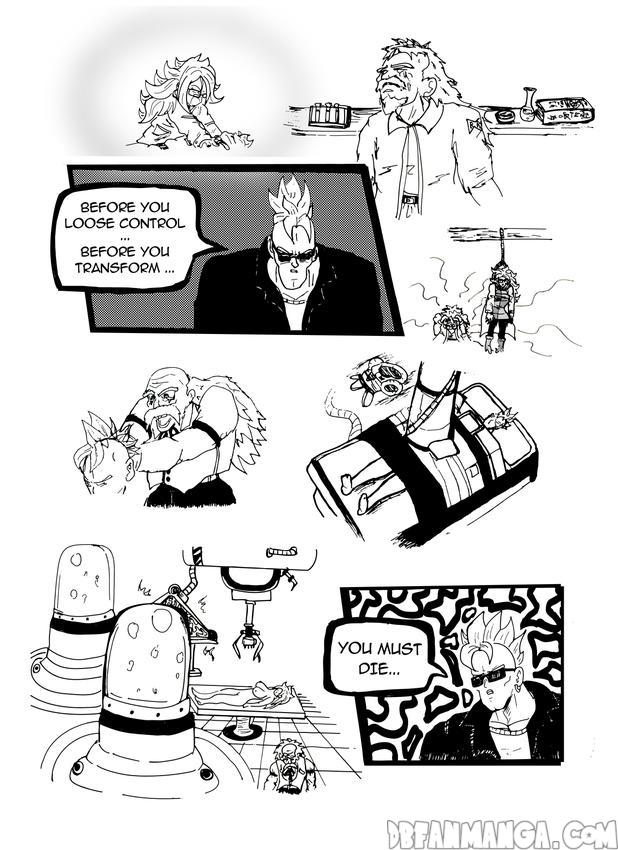 BEFORE YOU
LOOSE CONTROL
...
BEFORE YOU
TRANSFORM ...
YOU MUST
DIE...
DBFANMANGA.COM